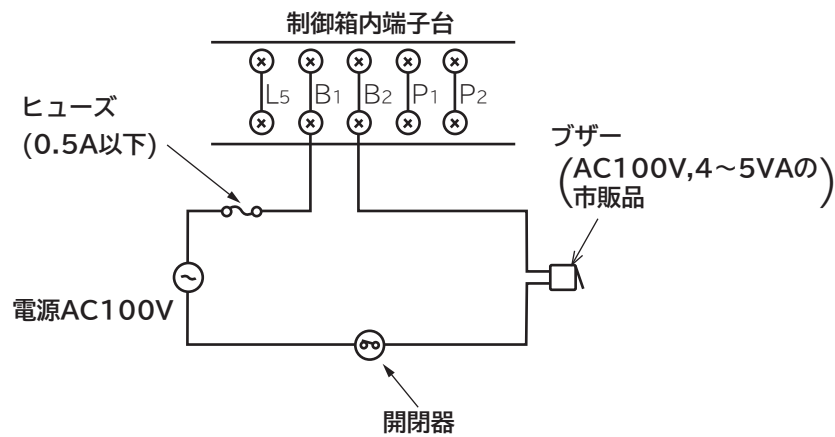 制御箱内端子台
L5 B1 B2 P1 P2
ヒューズ
(0.5A以下)
ブザー
(AC100V,4〜5VAの
市販品)
電源AC100V
開閉器